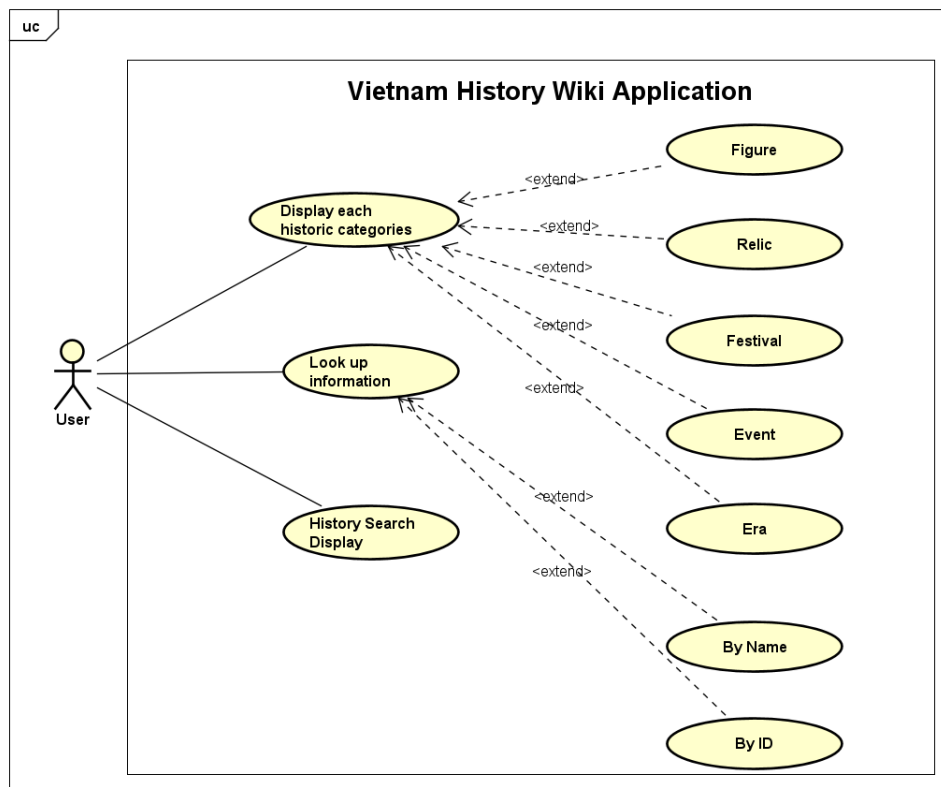 uc
Vietnam History Wiki Application
Figure
<extend>
Display each
historic categories
<extend>
Relic
<extend>
Festival
<extend>
Look up
information
<extend>
User
Event
<extend>
History Search
Display
Era
<extend>
By Name
By ID